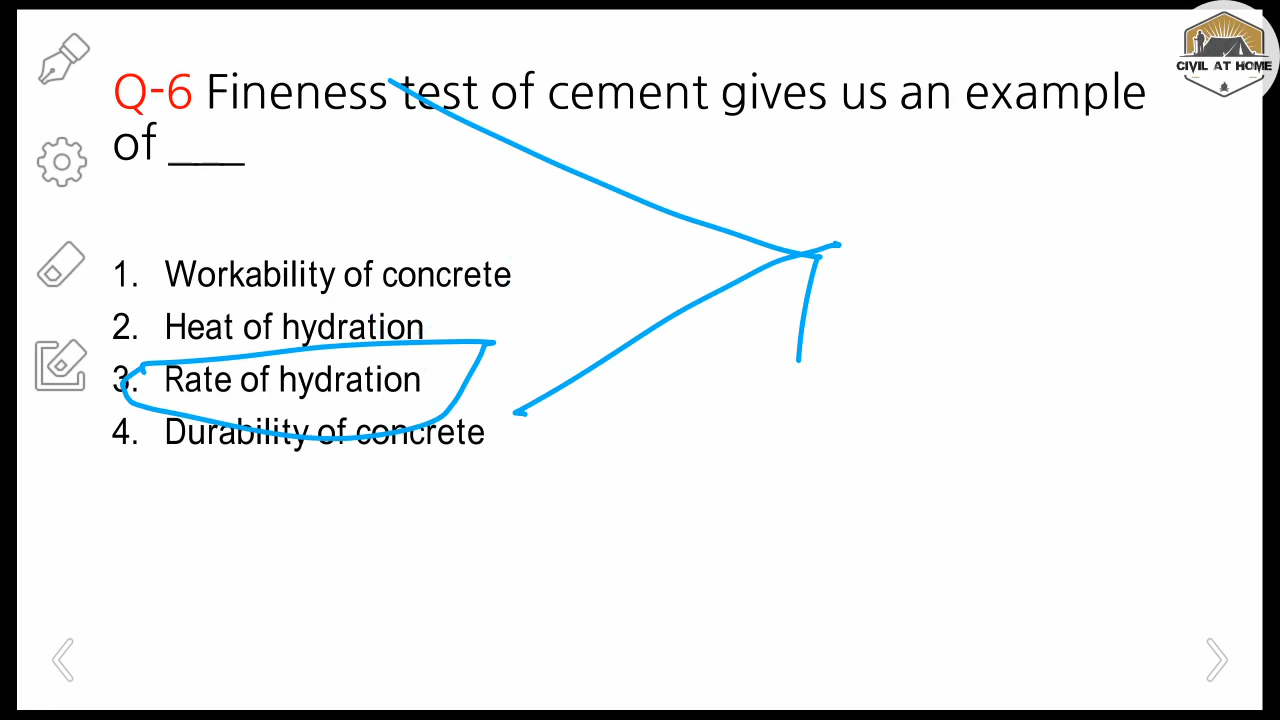 CIVIL AT HOME
Q-6 Fineness test of cement gives us an example
of ___
1. Workability of concrete
2. Heat of hydration
3. Rate of hydration
4. Durability of concrete